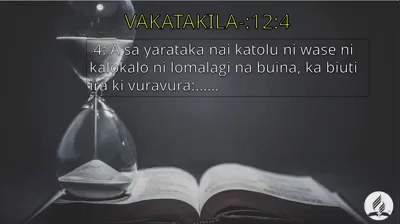 VAKATAKILA-:12:4
4: A sa yarataka nai katolu ni wase ni
kalokalo ni lomalagi na buina, ka biuti
ira ki vuravura:......